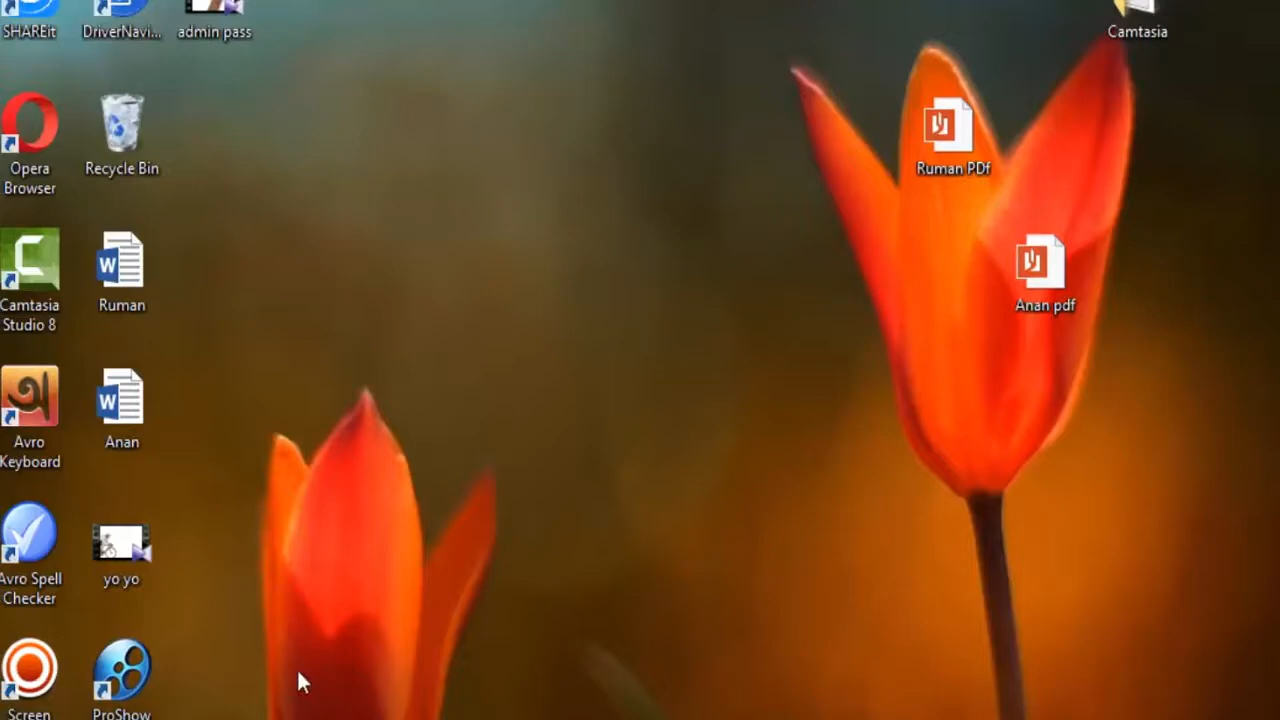 SHAREit
DriverNavi...
admin pass
Camtasia
Opera
Browser
Recycle Bin
Ruman PDf
Camtasia
Studio 8
Ruman
Anan pdf
Avro
Keyboard
Anan
Avro Spell
Checker
yo yo
Screen
ProShow